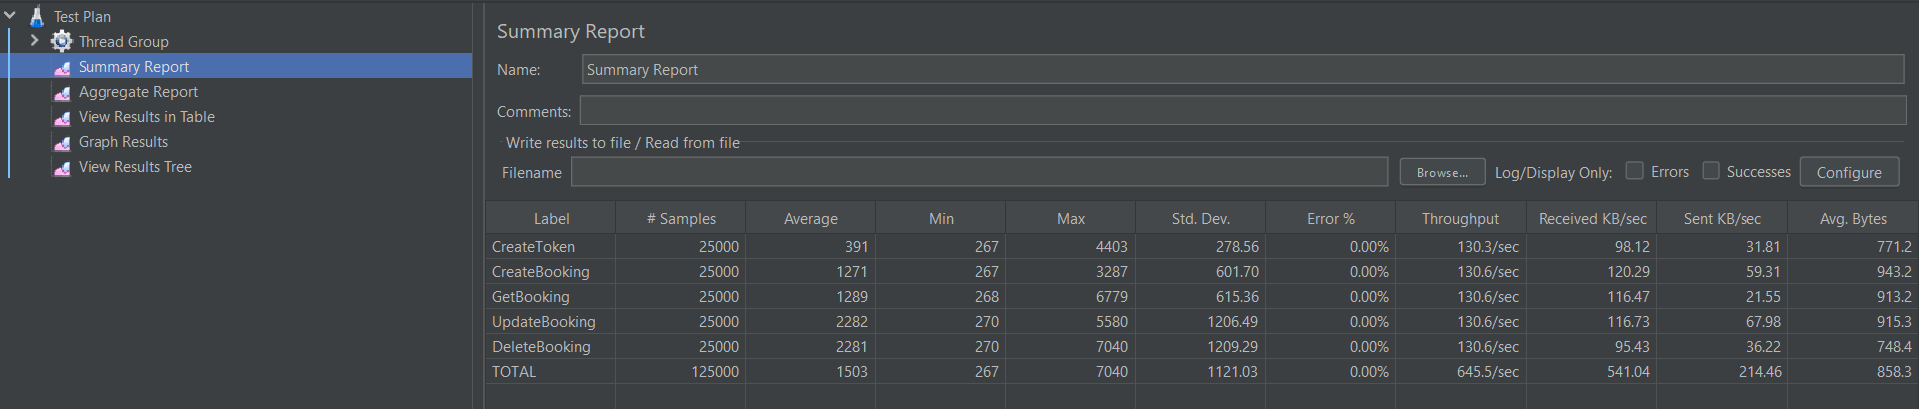 Test Plan
Thread Group
Summary Report
Aggregate Report
View Results in Table
Graph Results
View Results Tree
Summary Report
Name: Summary Report
Comments:
Write results to file / Read from file
Filename Browse... Log/Display Only: Errors Successes Configure
Label # Samples Average Min Max Std. Dev. Error % Throughput Received KB/sec Sent KB/sec Avg. Bytes
CreateToken 25000 391 267 4403 278.56 0.00% 130.3/sec 98.12 31.81 771.2
CreateBooking 25000 1271 267 3287 601.70 0.00% 130.6/sec 120.29 59.31 943.2
GetBooking 25000 1289 268 6779 615.36 0.00% 130.6/sec 116.47 21.55 913.2
UpdateBooking 25000 2282 270 5580 1206.49 0.00% 130.6/sec 116.73 67.98 915.3
DeleteBooking 25000 2281 270 7040 1209.29 0.00% 130.6/sec 95.43 36.22 748.4
TOTAL 125000 1503 267 7040 1121.03 0.00% 645.5/sec 541.04 214.46 858.3